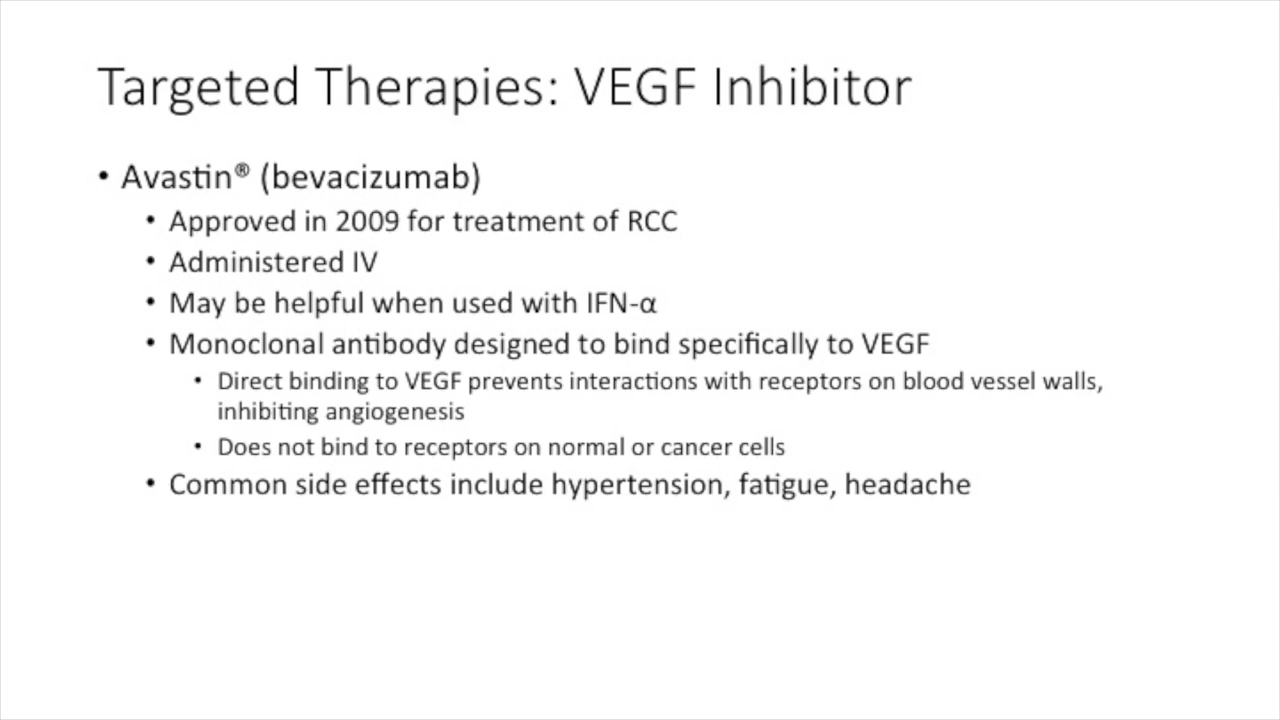 Targeted Therapies: VEGF Inhibitor
• Avastin® (bevacizumab)
• Approved in 2009 for treatment of RCC
• Administered IV
• May be helpful when used with IFN-α
• Monoclonal antibody designed to bind specifically to VEGF
• Direct binding to VEGF prevents interactions with receptors on blood vessel walls,
inhibiting angiogenesis
• Does not bind to receptors on normal or cancer cells
• Common side effects include hypertension, fatigue, headache